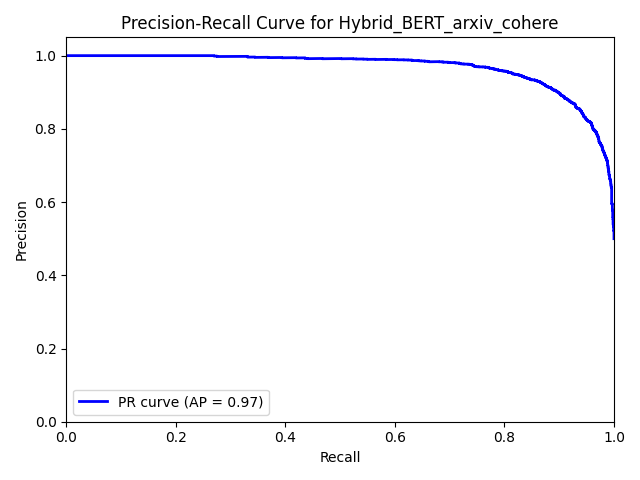 Precision-Recall Curve for Hybrid_BERT_arxiv_cohere
1.0
0.8
0.6
0.4
0.2
0.0
Precision
PR curve (AP = 0.97)
0.0 0.2 0.4 0.6 0.8 1.0
Recall